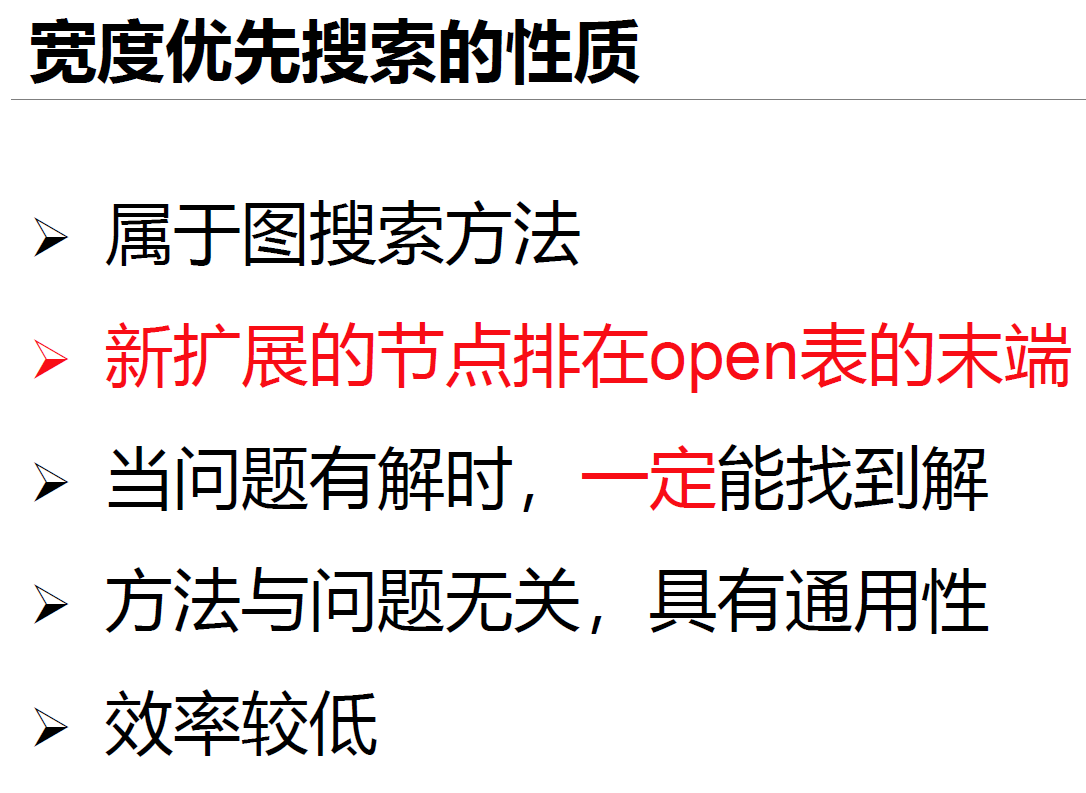 宽度优先搜索的性质
➢ 属于图搜索方法
➢ 新扩展的节点排在open表的末端
➢ 当问题有解时，一定能找到解
➢ 方法与问题无关，具有通用性
➢ 效率较低